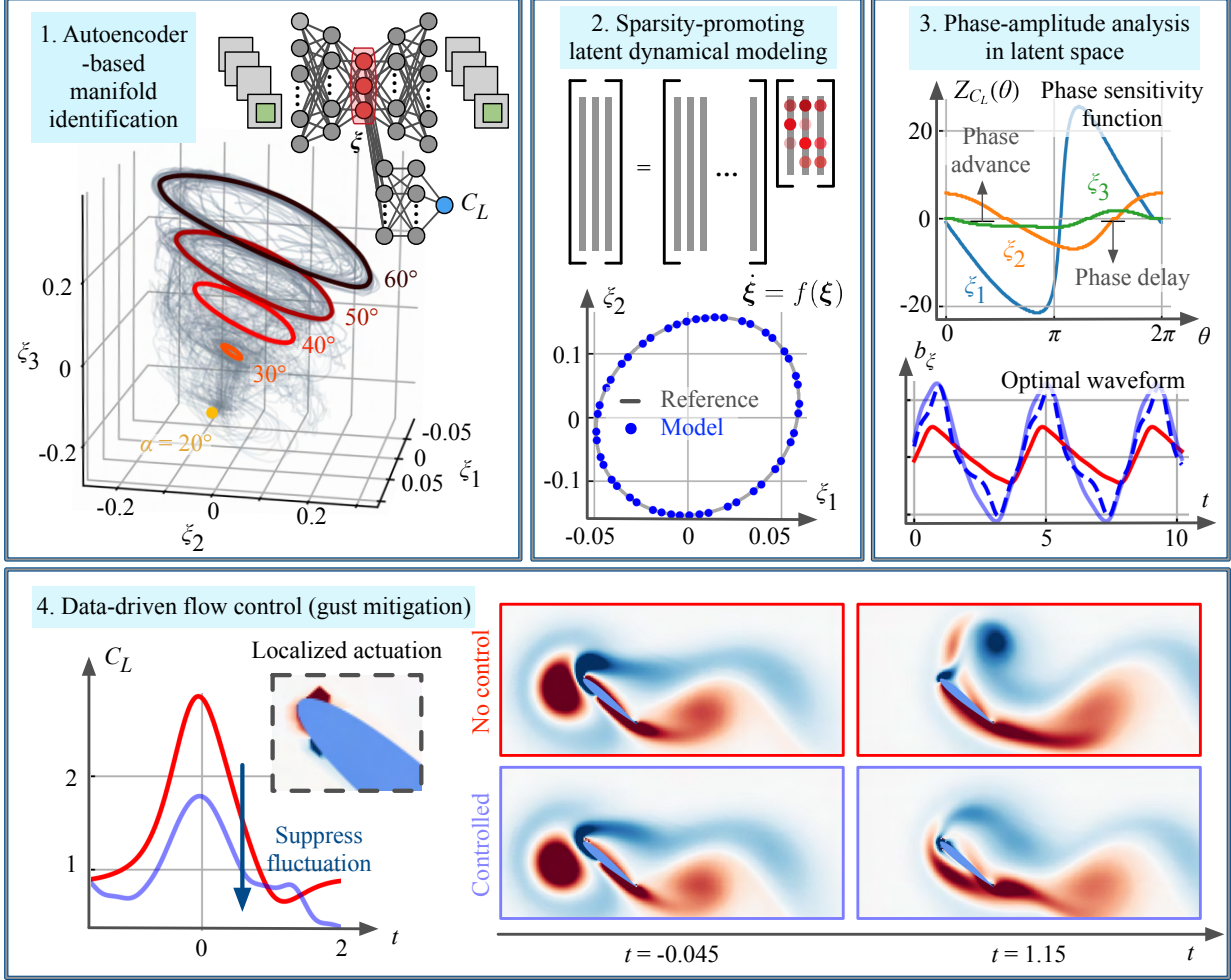 1. Autoencoder
-based
manifold
identification
ξ
C_L
60°
50°
40°
30°
α = 20°
0.2
0
-0.2
ξ_3
-0.2
0
0.2
ξ_2
-0.05
0
0.05
ξ_1
2. Sparsity-promoting
latent dynamical modeling
=
...
ξ_2
ξ̇ = f(ξ)
0.1
0
-0.1
Reference
Model
ξ_1
-0.05
0
0.05
3. Phase-amplitude analysis
in latent space
Z_{C_L}(θ)
Phase sensitivity
function
20
0
-20
Phase
advance
ξ_3
ξ_2
ξ_1
Phase delay
0
π
2π
θ
b_ξ
Optimal waveform
t
0
5
10
4. Data-driven flow control (gust mitigation)
C_L
Localized actuation
2
1
Suppress
fluctuation
0
2
t
No control
Controlled
t = -0.045
t = 1.15
t